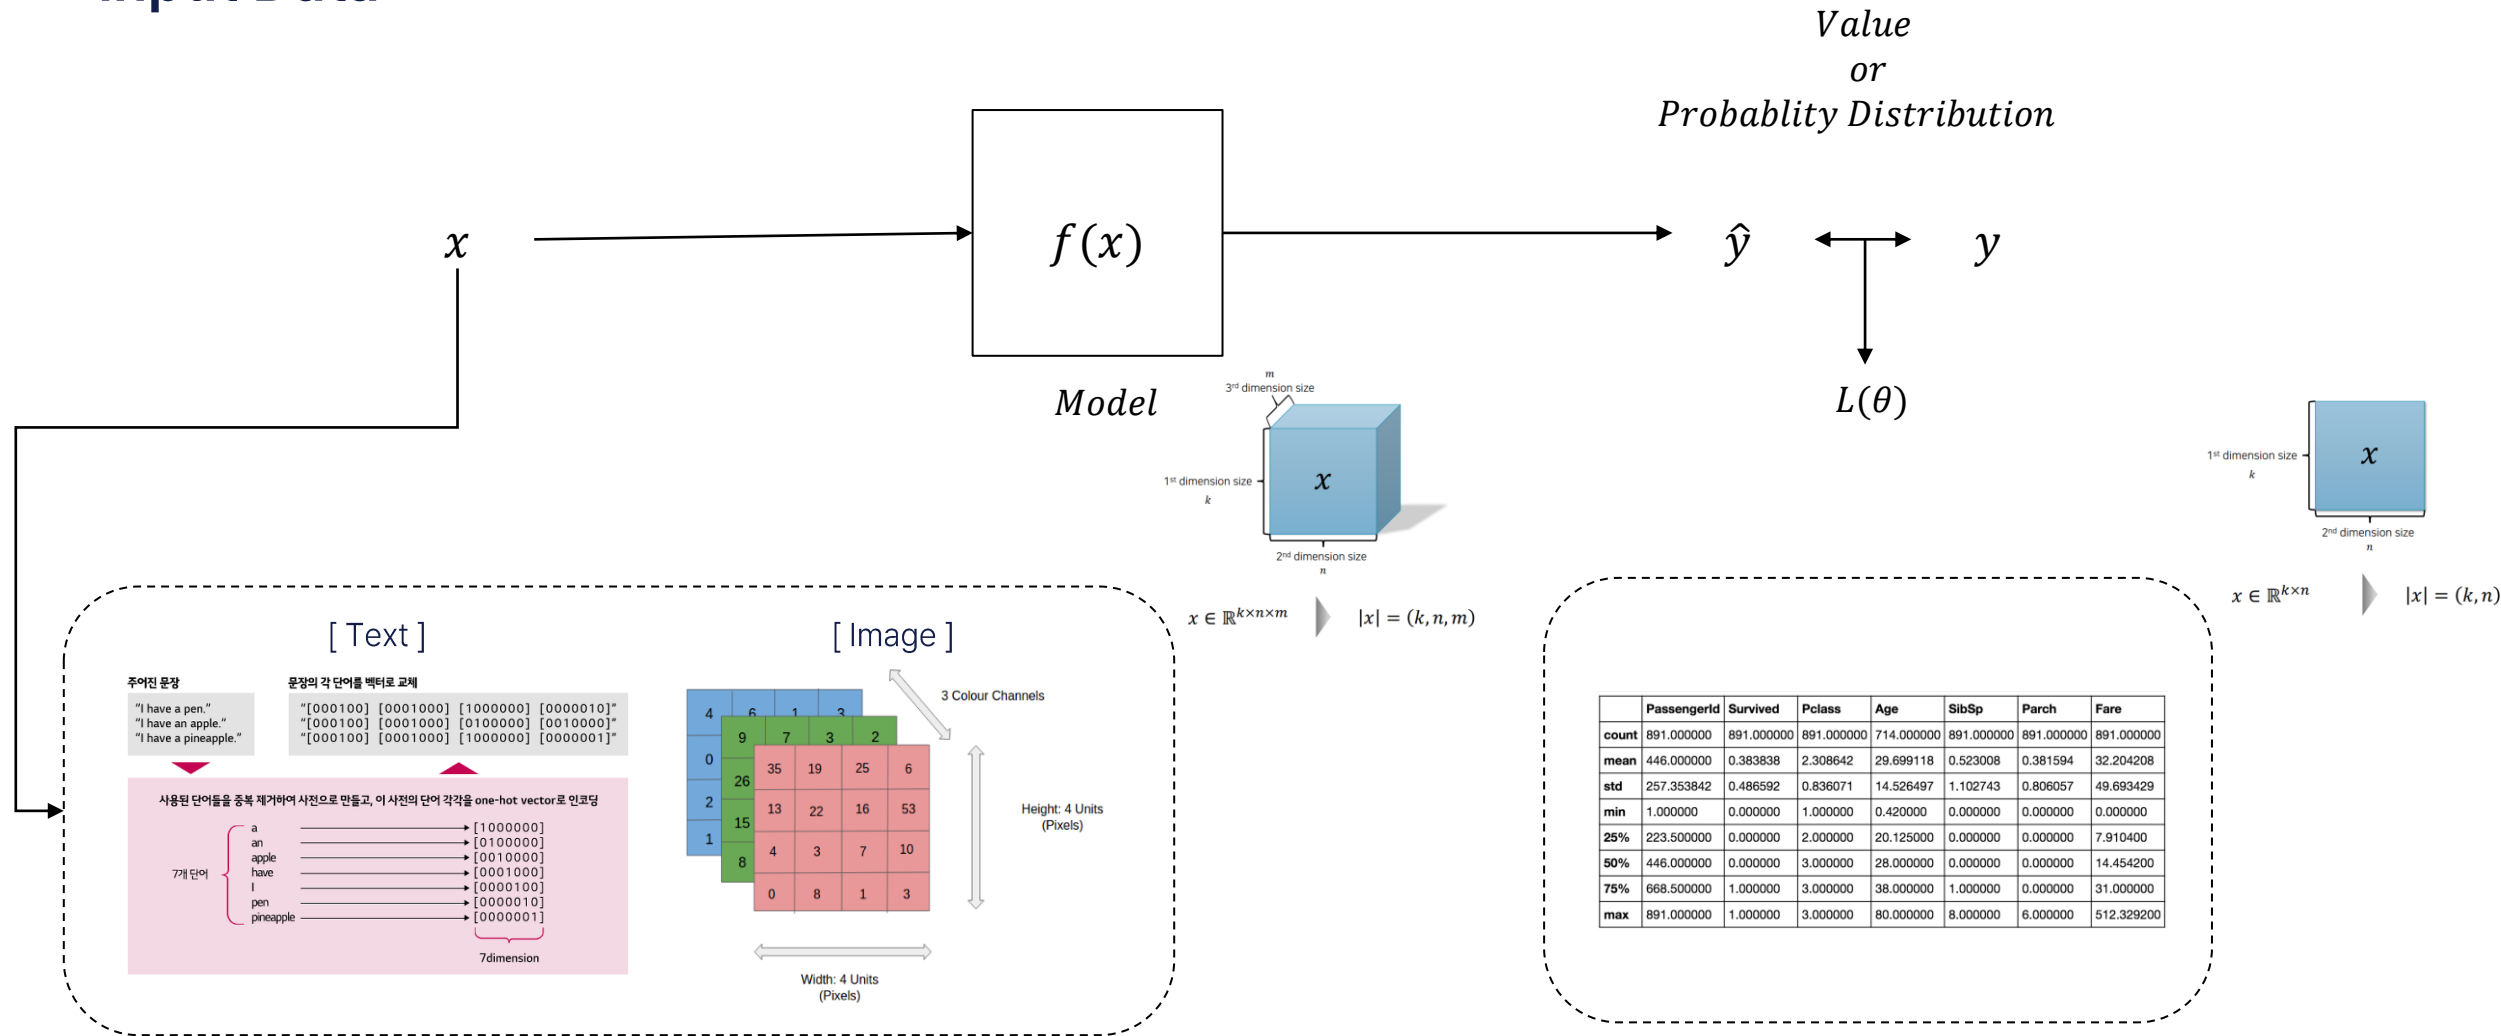 Input Data
Value
or
Probablity Distribution
x
f(x)
ŷ
y
Model
L(θ)
m
3rd dimension size
1st dimension size
k
x
2nd dimension size
n
x ∈ ℝ^{k×n×m}
|x| = (k, n, m)
1st dimension size
k
x
2nd dimension size
n
x ∈ ℝ^{k×n}
|x| = (k, n)
[ Text ]
주어진 문장
“I have a pen.”
“I have an apple.”
“I have a pineapple.”
문장의 각 단어를 벡터로 교체
“[000100] [0001000] [1000000] [0000010]”
“[000100] [0001000] [0100000] [0010000]”
“[000100] [0001000] [1000000] [0000001]”
사용된 단어들을 중복 제거하여 사전으로 만들고, 이 사전의 단어 각각을 one-hot vector로 인코딩
7개 단어
a [1000000]
an [0100000]
apple [0010000]
have [0001000]
I [0000100]
pen [0000010]
pineapple [0000001]
7dimension
[ Image ]
3 Colour Channels
4 6 1 3
0
2
1
9 7 3 2
26
15
8
35 19 25 6
13 22 16 53
4 3 7 10
0 8 1 3
Height: 4 Units
(Pixels)
Width: 4 Units
(Pixels)
PassengerId Survived Pclass Age SibSp Parch Fare
count 891.000000 891.000000 891.000000 714.000000 891.000000 891.000000 891.000000
mean 446.000000 0.383838 2.308642 29.699118 0.523008 0.381594 32.204208
std 257.353842 0.486592 0.836071 14.526497 1.102743 0.806057 49.693429
min 1.000000 0.000000 1.000000 0.420000 0.000000 0.000000 0.000000
25% 223.500000 0.000000 2.000000 20.125000 0.000000 0.000000 7.910400
50% 446.000000 0.000000 3.000000 28.000000 0.000000 0.000000 14.454200
75% 668.500000 1.000000 3.000000 38.000000 1.000000 0.000000 31.000000
max 891.000000 1.000000 3.000000 80.000000 8.000000 6.000000 512.329200